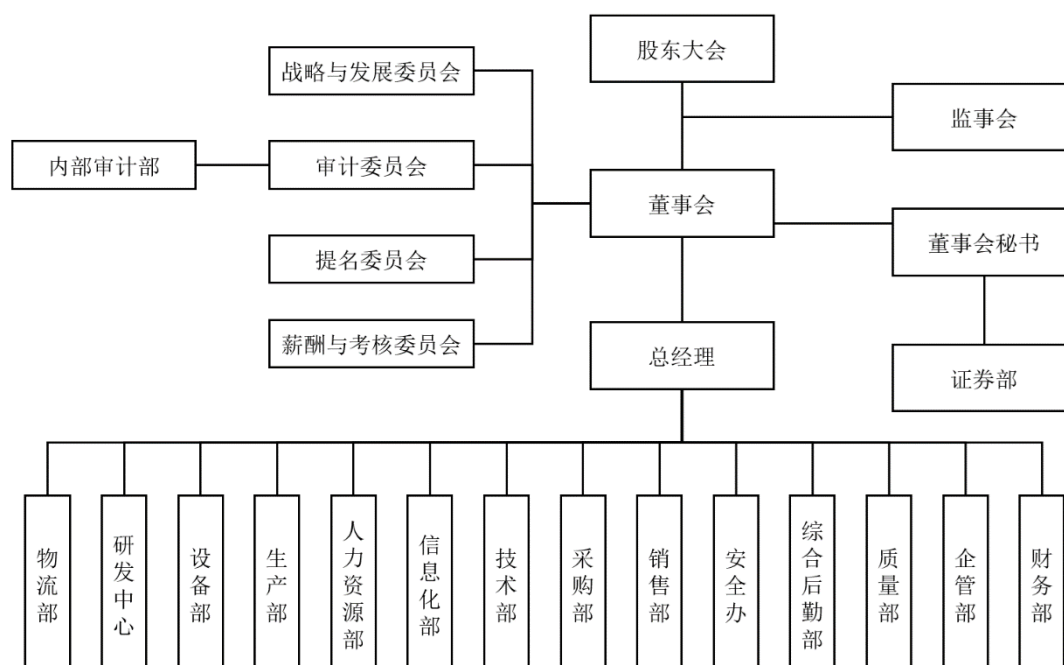 股东大会
战略与发展委员会
监事会
内部审计部
审计委员会
董事会
董事会秘书
提名委员会
薪酬与考核委员会
总经理
证券部
物流部
研发中心
设备部
生产部
人力资源部
信息化部
技术部
采购部
销售部
安全办
综合后勤部
质量部
企管部
财务部